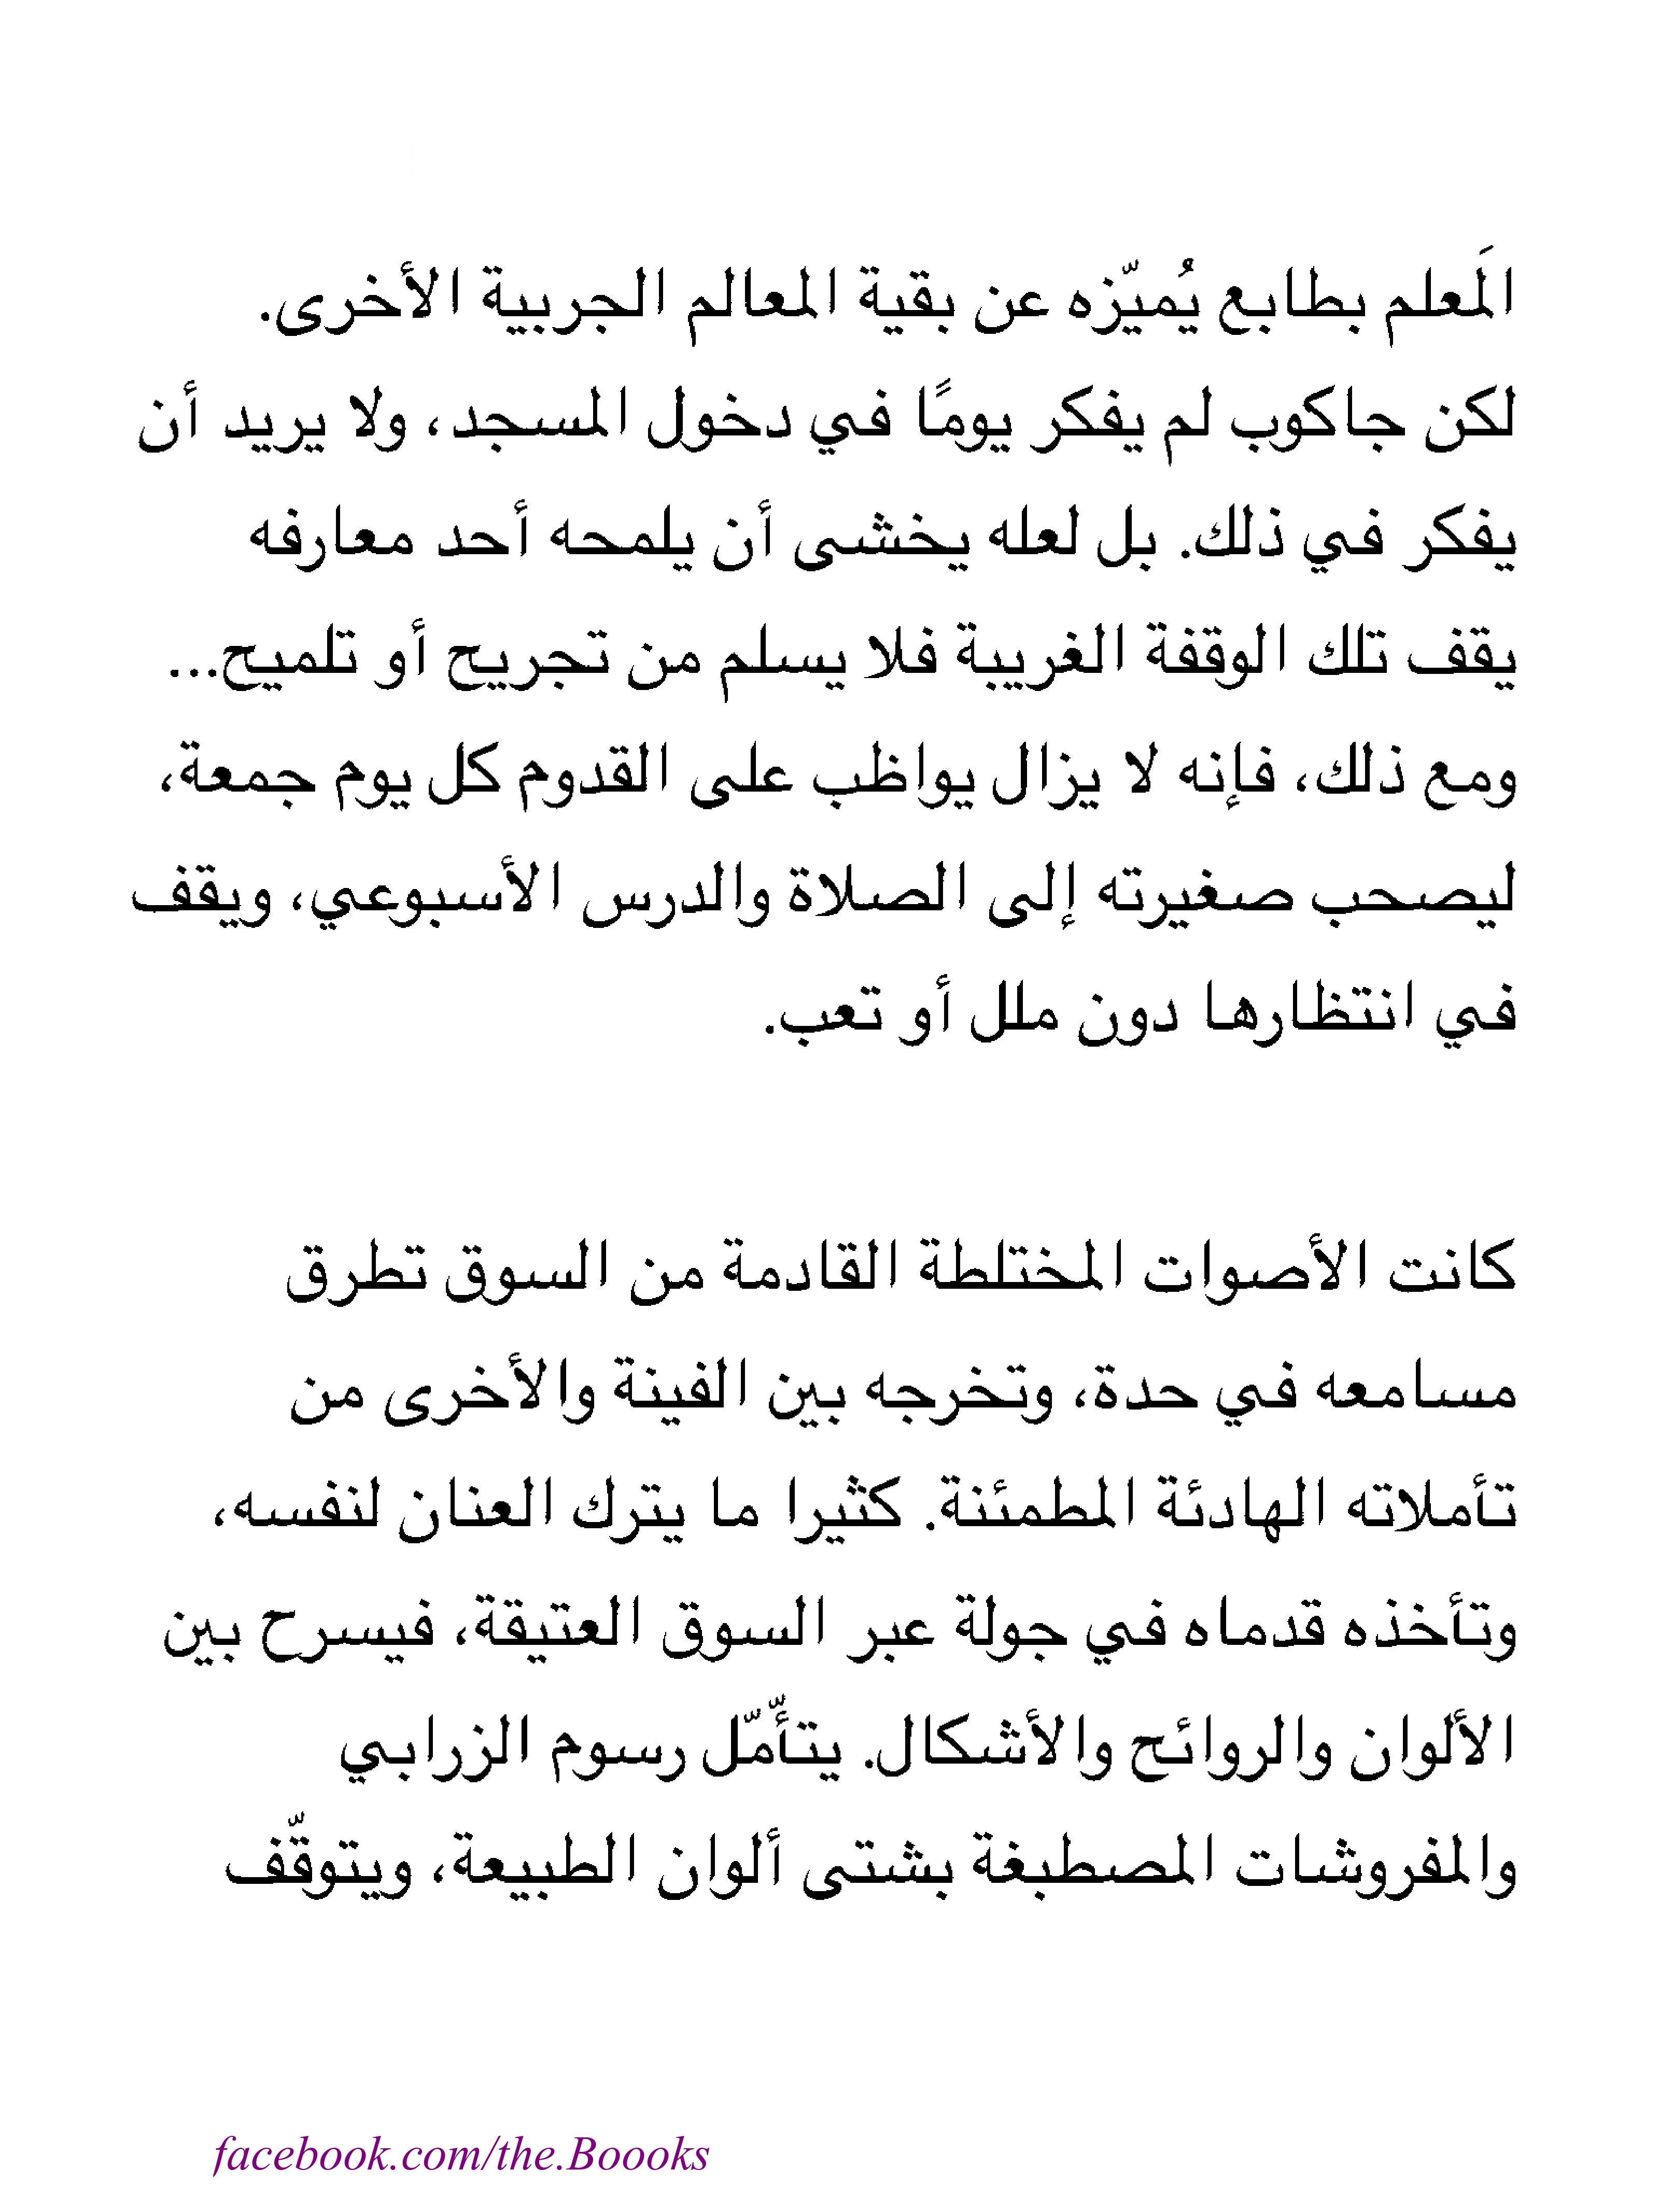 المَعلم بطابع يُميّزه عن بقية المعالم الجربية الأخرى.
لكن جاكوب لم يفكر يومًا في دخول المسجد، ولا يريد أن
يفكر في ذلك. بل لعله يخشى أن يلمحه أحد معارفه
يقف تلك الوقفة الغريبة فلا يسلم من تجريح أو تلميح...
ومع ذلك، فإنه لا يزال يواظب على القدوم كل يوم جمعة،
ليصحب صغيرته إلى الصلاة والدرس الأسبوعي، ويقف
في انتظارها دون ملل أو تعب.
كانت الأصوات المختلطة القادمة من السوق تطرق
مسامعه في حدة، وتخرجه بين الفينة والأخرى من
تأملاته الهادئة المطمئنة. كثيرا ما يترك العنان لنفسه،
وتأخذه قدماه في جولة عبر السوق العتيقة، فيسرح بين
الألوان والروائح والأشكال. يتأّمّل رسوم الزرابي
والمفروشات المصطبغة بشتى ألوان الطبيعة، ويتوقّف
facebook.com/the.Boooks